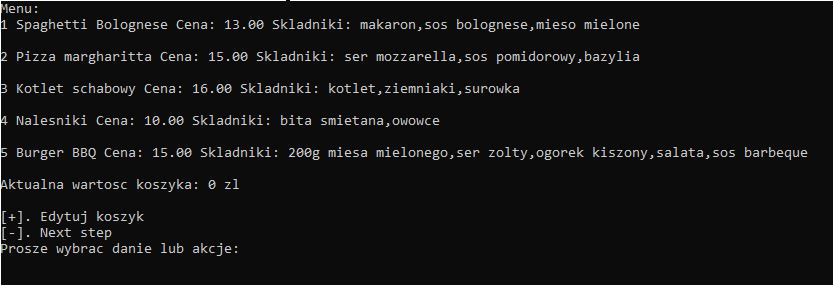 Menu:
1 Spaghetti Bolognese Cena: 13.00 Skladniki: makaron,sos bolognese,mieso mielone
2 Pizza margharitta Cena: 15.00 Skladniki: ser mozzarella,sos pomidorowy,bazylia
3 Kotlet schabowy Cena: 16.00 Skladniki: kotlet,ziemniaki,surowka
4 Nalesniki Cena: 10.00 Skladniki: bita smietana,owowce
5 Burger BBQ Cena: 15.00 Skladniki: 200g miesa mielonego,ser zolty,ogorek kiszony,salata,sos barbeque
Aktualna wartosc koszyka: 0 zl
[+]. Edytuj koszyk
[-]. Next step
Prosze wybrac danie lub akcje: